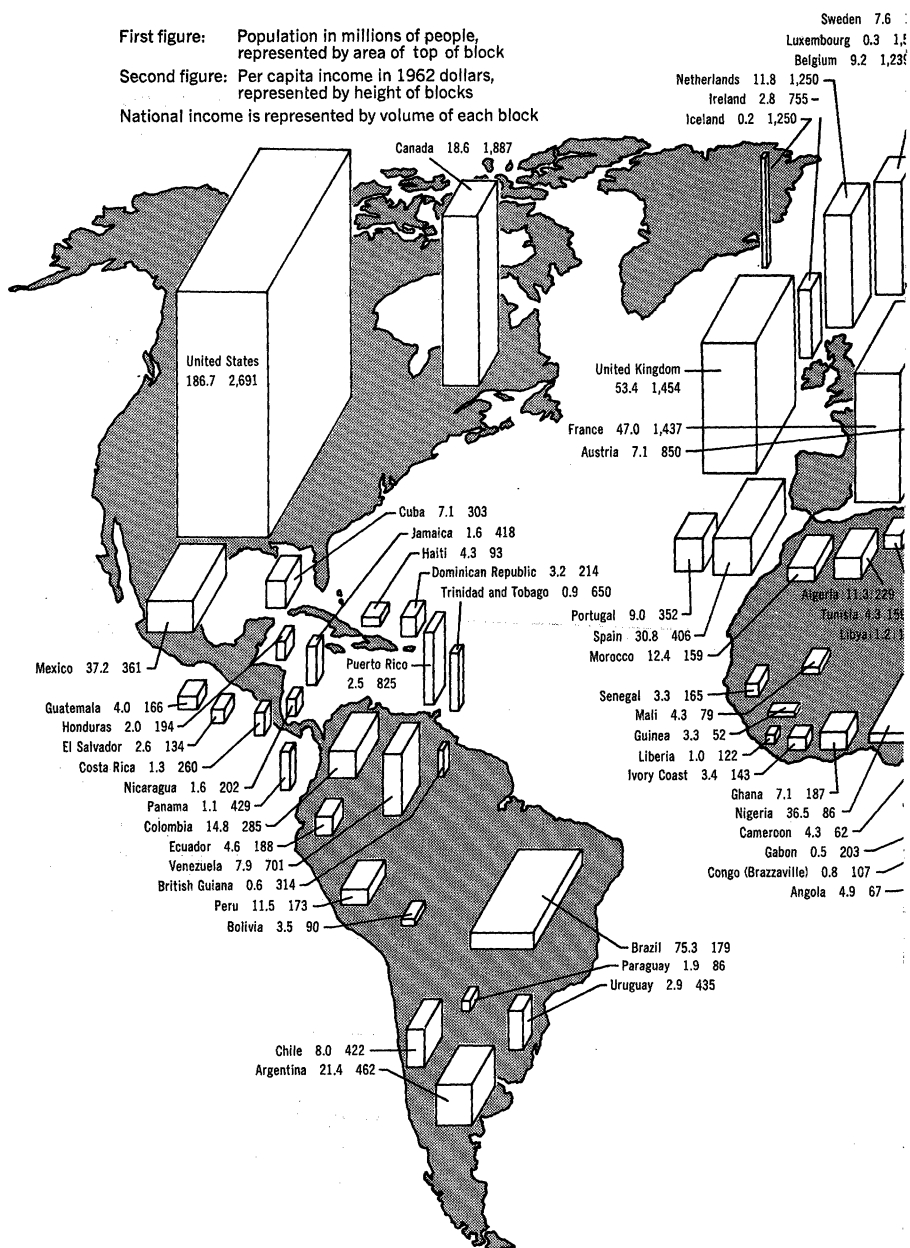 First figure: Population in millions of people,
represented by area of top of block
Second figure: Per capita income in 1962 dollars,
represented by height of blocks
National income is represented by volume of each block
Sweden 7.6
Luxembourg 0.3 1,5
Belgium 9.2 1,239
Netherlands 11.8 1,250
Ireland 2.8 755
Iceland 0.2 1,250
Canada 18.6 1,887
United States
186.7 2,691
United Kingdom
53.4 1,454
France 47.0 1,437
Austria 7.1 850
Cuba 7.1 303
Jamaica 1.6 418
Haiti 4.3 93
Dominican Republic 3.2 214
Trinidad and Tobago 0.9 650
Puerto Rico
2.5 825
Mexico 37.2 361
Guatemala 4.0 166
Honduras 2.0 194
El Salvador 2.6 134
Costa Rica 1.3 260
Nicaragua 1.6 202
Panama 1.1 429
Colombia 14.8 285
Ecuador 4.6 188
Venezuela 7.9 701
British Guiana 0.6 314
Peru 11.5 173
Bolivia 3.5 90
Brazil 75.3 179
Paraguay 1.9 86
Uruguay 2.9 435
Chile 8.0 422
Argentina 21.4 462
Algeria 11.3 229
Tunisia 4.3 159
Libya 1.2 1
Portugal 9.0 352
Spain 30.8 406
Morocco 12.4 159
Senegal 3.3 165
Mali 4.3 79
Guinea 3.3 52
Liberia 1.0 122
Ivory Coast 3.4 143
Ghana 7.1 187
Nigeria 36.5 86
Cameroon 4.3 62
Gabon 0.5 203
Congo (Brazzaville) 0.8 107
Angola 4.9 67